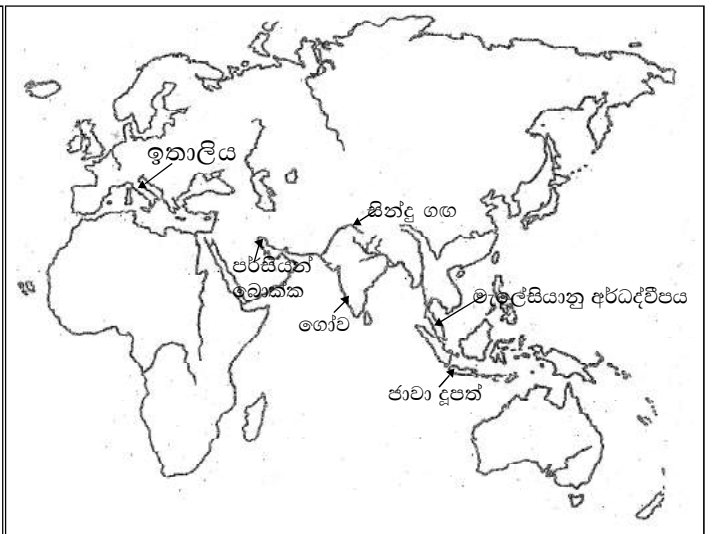 ඉතාලිය
සින්දු ගඟ
පර්සියන්
බොක්ක
ගෝව
මැලේසියානු අර්ධද්වීපය
ජාවා දූපත්